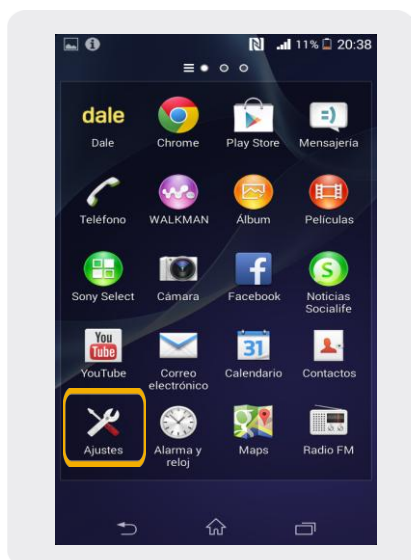 11% 20:38
dale
Dale
Chrome
Play Store
=)
Mensajería
Teléfono
WALKMAN
Álbum
Películas
Sony Select
Cámara
f
Facebook
S
Noticias
Socialife
You
Tube
YouTube
Correo
electrónico
31
Calendario
Contactos
Ajustes
Alarma y
reloj
Maps
Radio FM